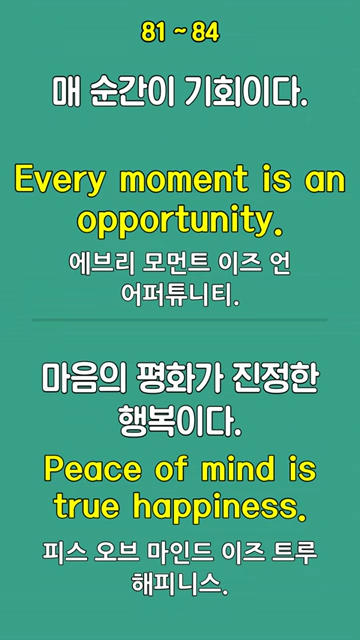 81 ~ 84
매 순간이 기회이다.
Every moment is an
opportunity.
에브리 모먼트 이즈 언
어퍼튜니티.
마음의 평화가 진정한
행복이다.
Peace of mind is
true happiness.
피스 오브 마인드 이즈 트루
해피니스.